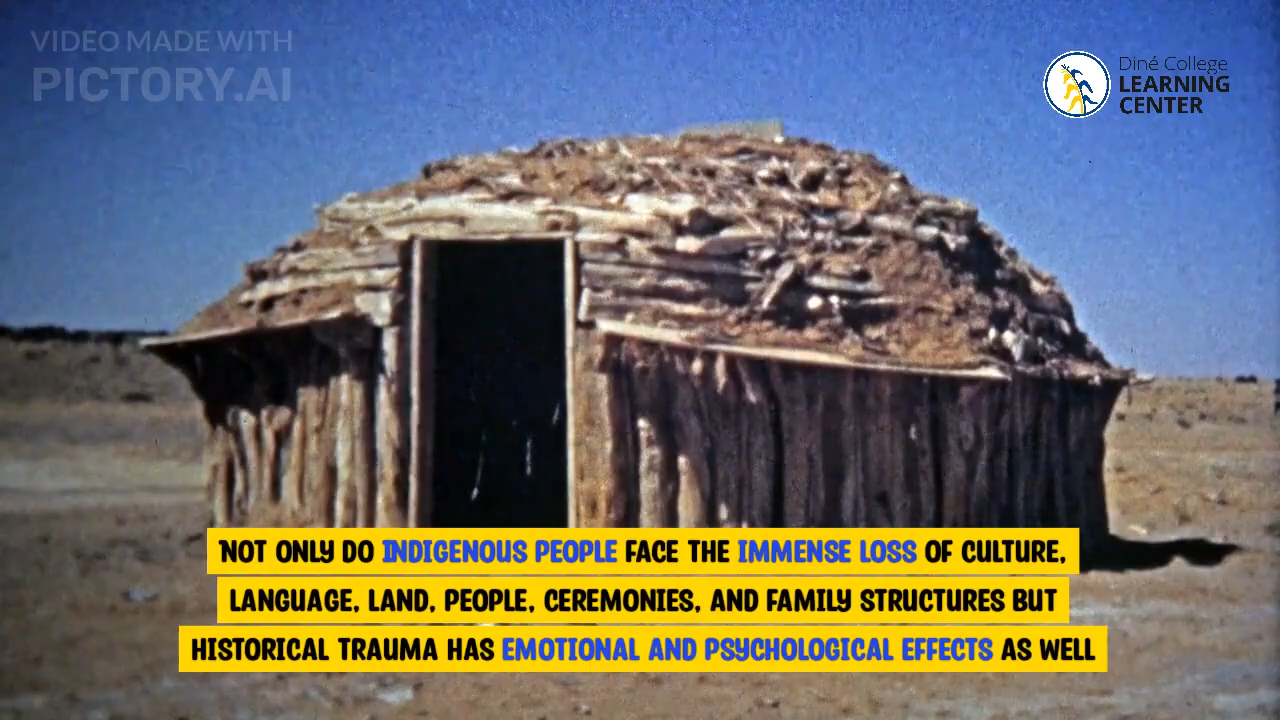 VIDEO MADE WITH
PICTORY.AI
Diné College
LEARNING
CENTER
NOT ONLY DO INDIGENOUS PEOPLE FACE THE IMMENSE LOSS OF CULTURE,
LANGUAGE, LAND, PEOPLE, CEREMONIES, AND FAMILY STRUCTURES BUT
HISTORICAL TRAUMA HAS EMOTIONAL AND PSYCHOLOGICAL EFFECTS AS WELL